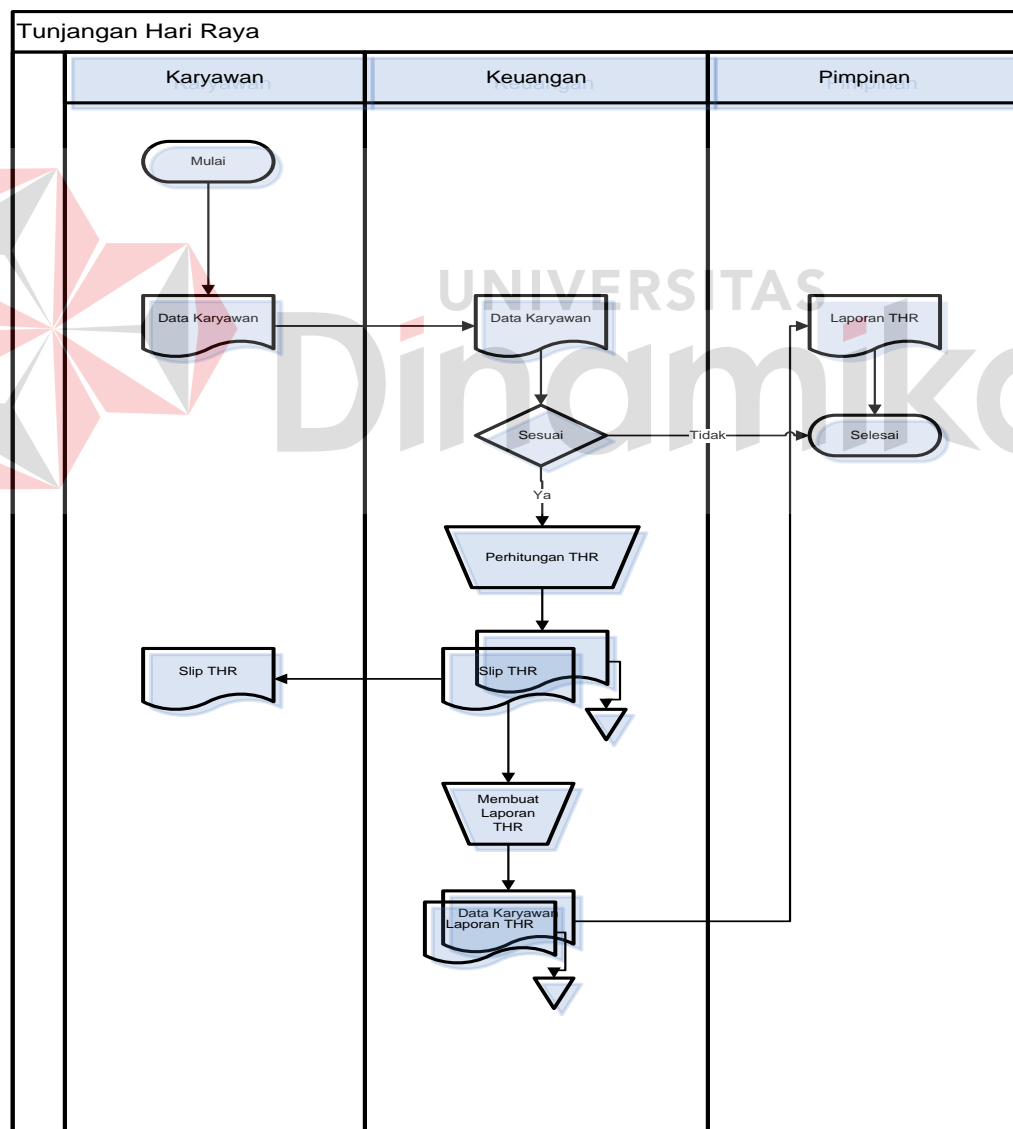 Tunjangan Hari Raya
Karyawan
Keuangan
Pimpinan
Mulai
UNIVERSITAS
Dinamika
Data Karyawan
Data Karyawan
Laporan THR
Sesuai
Tidak
Selesai
Ya
Perhitungan THR
Slip THR
Slip THR
Membuat
Laporan
THR
Data Karyawan
Laporan THR